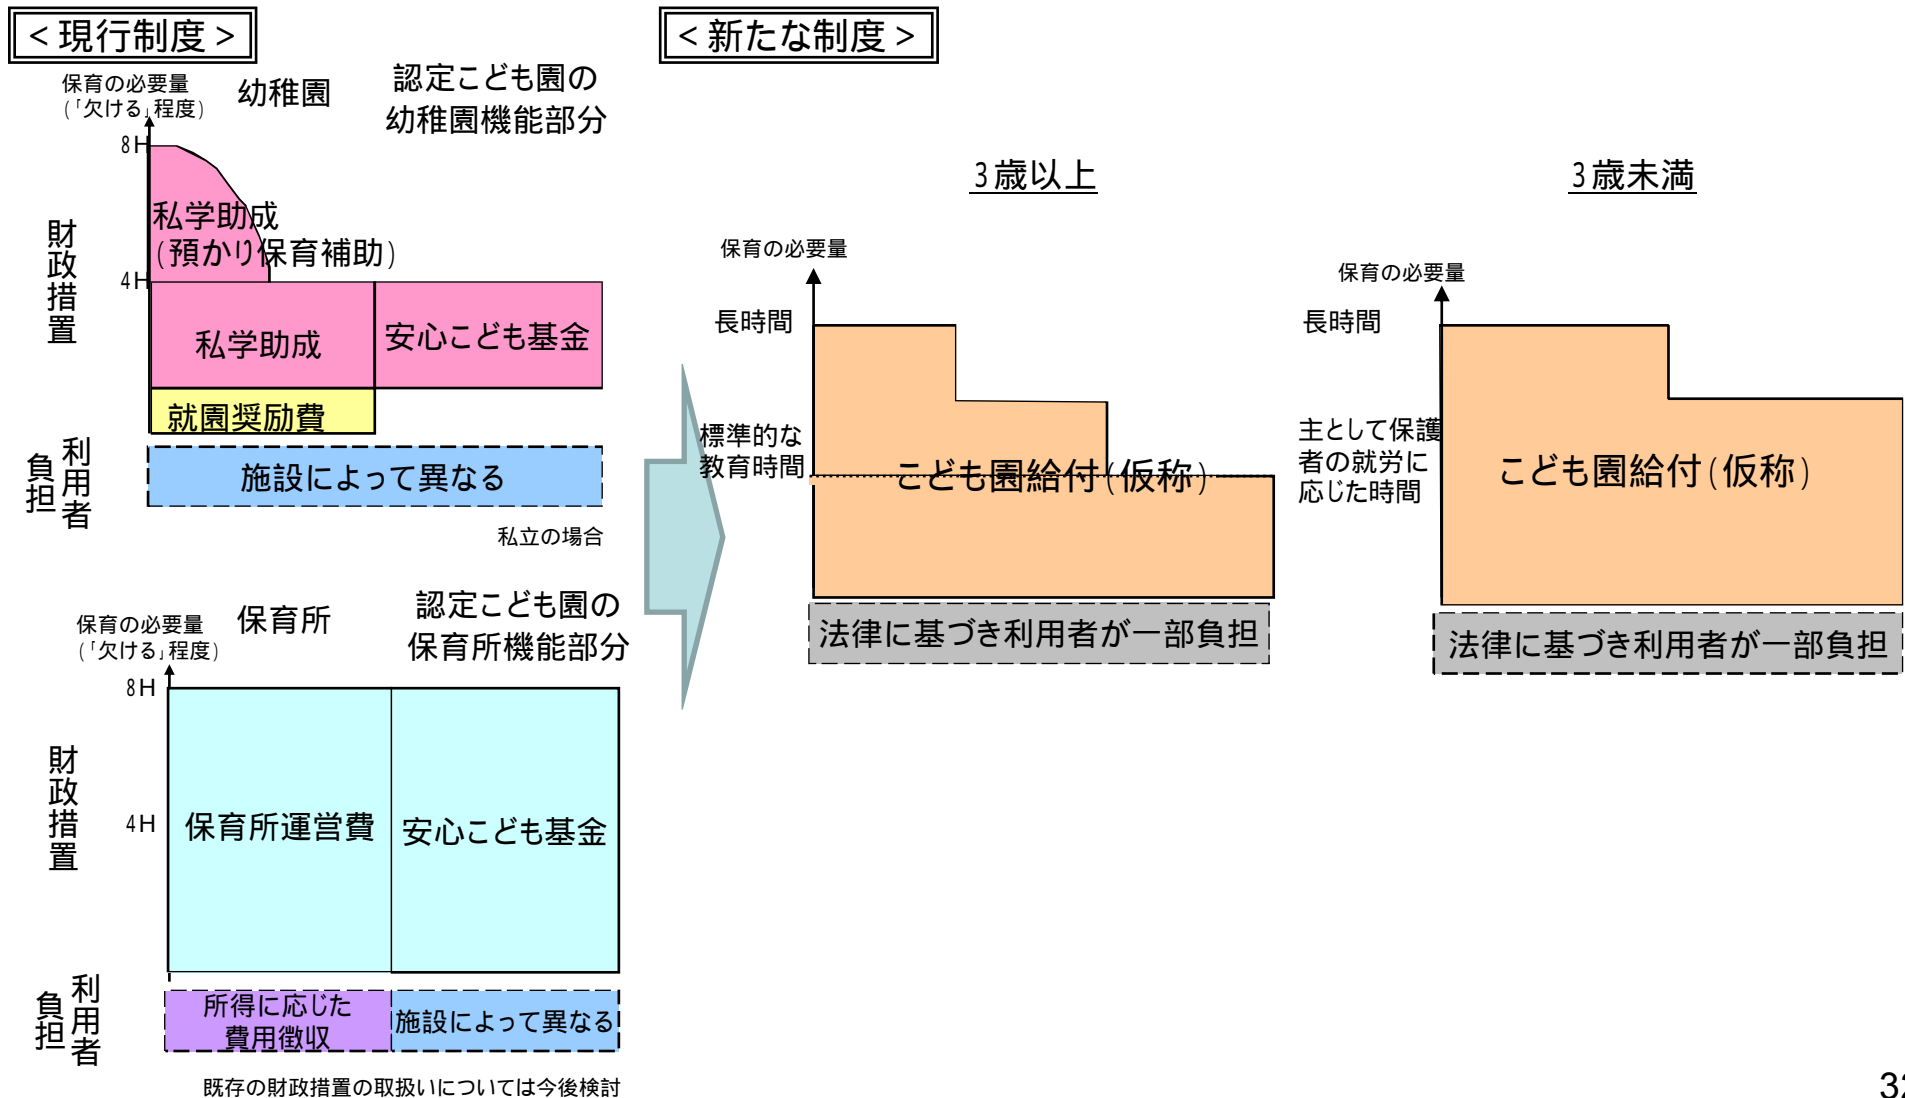 ＜現行制度＞
＜新たな制度＞
保育の必要量
(「欠ける」程度)
幼稚園
認定こども園の
幼稚園機能部分
8H
4H
財政措置
私学助成
(預かり保育補助)
私学助成
安心こども基金
就園奨励費
利用者
負担
施設によって異なる
私立の場合
保育の必要量
(「欠ける」程度)
保育所
認定こども園の
保育所機能部分
8H
4H
財政措置
保育所運営費
安心こども基金
利用者
負担
所得に応じた
費用徴収
施設によって異なる
既存の財政措置の取扱いについては今後検討
3歳以上
保育の必要量
長時間
標準的な
教育時間
こども園給付(仮称)
法律に基づき利用者が一部負担
3歳未満
保育の必要量
長時間
主として保護
者の就労に
応じた時間
こども園給付(仮称)
法律に基づき利用者が一部負担
32